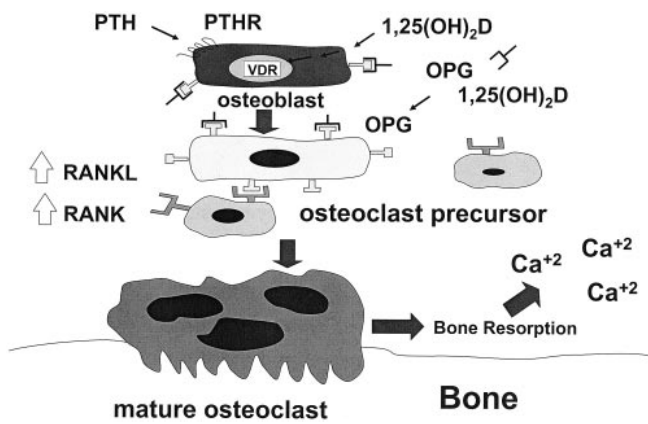 PTH
PTHR
1,25(OH)₂D
VDR
OPG
osteoblast
1,25(OH)₂D
OPG
RANKL
RANK
osteoclast precursor
Ca⁺²
Ca⁺²
Ca⁺²
Bone Resorption
Bone
mature osteoclast